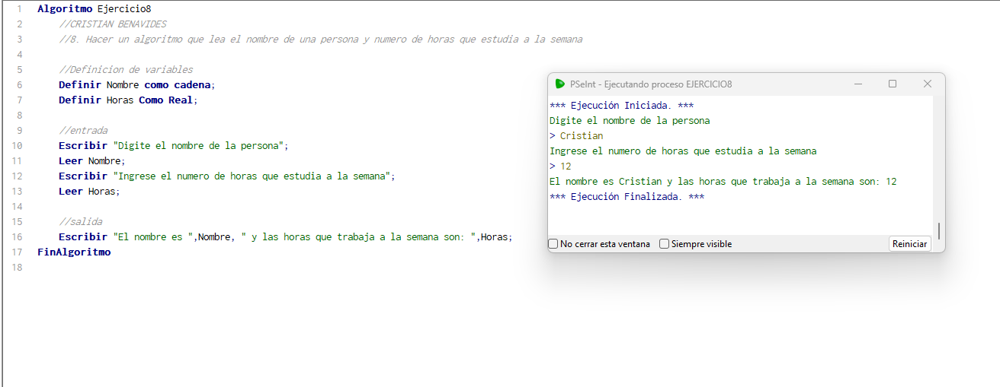 1 Algoritmo Ejercicio8
2 //CRISTIAN BENAVIDES
3 //8. Hacer un algoritmo que lea el nombre de una persona y numero de horas que estudia a la semana
4
5 //Definicion de variables
6 Definir Nombre como cadena;
7 Definir Horas Como Real;
8
9 //entrada
10 Escribir "Digite el nombre de la persona";
11 Leer Nombre;
12 Escribir "Ingrese el numero de horas que estudia a la semana";
13 Leer Horas;
14
15 //salida
16 Escribir "El nombre es ",Nombre, " y las horas que trabaja a la semana son: ",Horas;
17 FinAlgoritmo
18
PSeInt - Ejecutando proceso EJERCICIO8
*** Ejecución Iniciada. ***
Digite el nombre de la persona
> Cristian
Ingrese el numero de horas que estudia a la semana
> 12
El nombre es Cristian y las horas que trabaja a la semana son: 12
*** Ejecución Finalizada. ***
No cerrar esta ventana Siempre visible Reiniciar